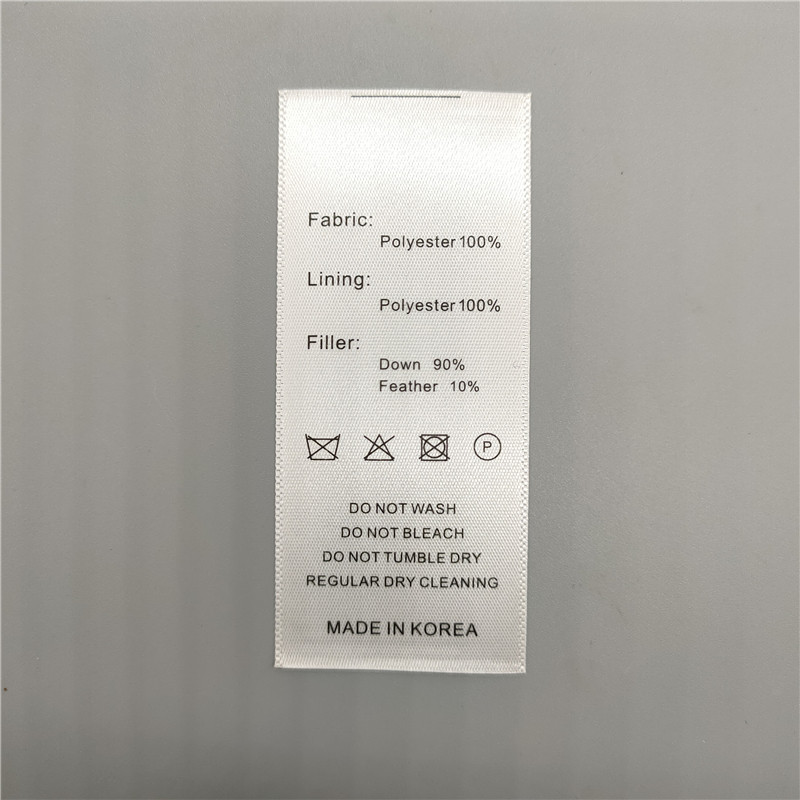 Fabric:
Polyester 100%
Lining:
Polyester 100%
Filler:
Down 90%
Feather 10%
P
DO NOT WASH
DO NOT BLEACH
DO NOT TUMBLE DRY
REGULAR DRY CLEANING
MADE IN KOREA